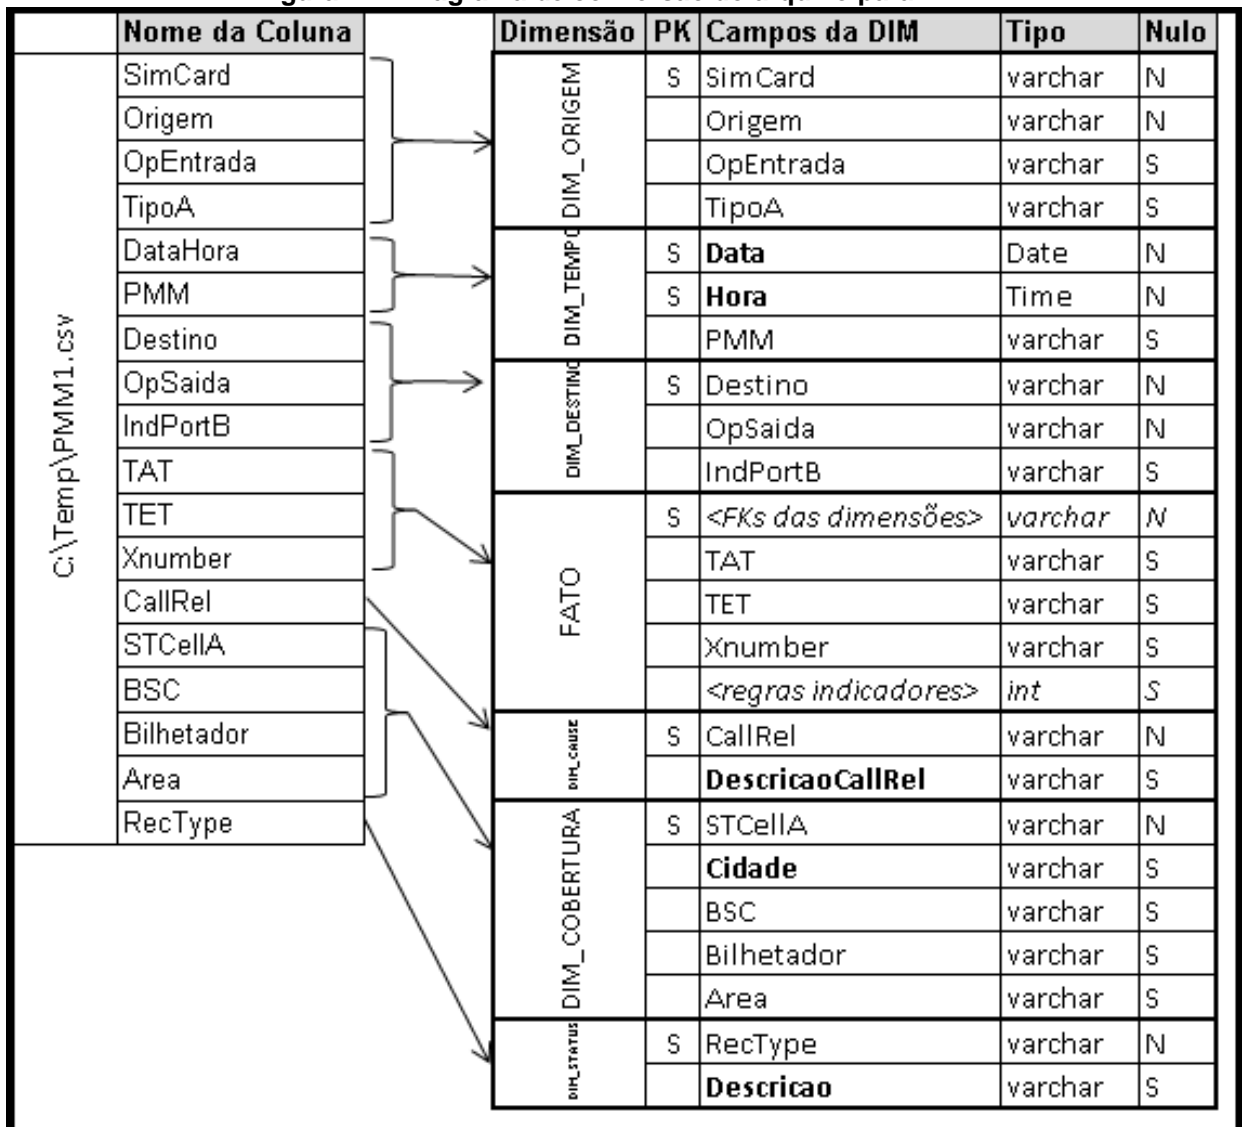 Nome da Coluna
C:\Temp\PMM1.csv
SimCard
Origem
OpEntrada
TipoA
DataHora
PMM
Destino
OpSaida
IndPortB
TAT
TET
Xnumber
CallRel
STCellA
BSC
Bilhetador
Area
RecType
Dimensão PK Campos da DIM Tipo Nulo
DIM_ORIGEM
S SimCard varchar N
Origem varchar N
OpEntrada varchar S
TipoA varchar S
DIM_TEMPO
S Data Date N
S Hora Time N
PMM varchar S
DIM_DESTINO
S Destino varchar N
OpSaida varchar N
IndPortB varchar S
FATO
S <FKs das dimensões> varchar N
TAT varchar S
TET varchar S
Xnumber varchar S
<regras indicadores> int S
DIM_CAUSE
S CallRel varchar N
DescricaoCallRel varchar S
DIM_COBERTURA
S STCellA varchar N
Cidade varchar S
BSC varchar S
Bilhetador varchar S
Area varchar S
DIM_STATUS
S RecType varchar N
Descricao varchar S